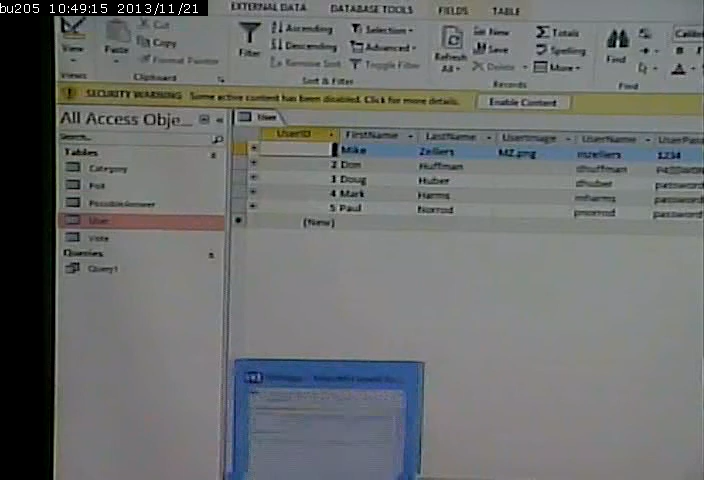 bu205 10:49:15 2013/11/21
EXTERNAL DATA DATABASE TOOLS FIELDS TABLE
View Paste Cut Copy Format Painter
Filter Ascending Descending Remove Sort Selection Advanced Toggle Filter
Refresh All New Save Delete Totals Spelling More
Find
Views Clipboard Sort & Filter Records Find
SECURITY WARNING Some active content has been disabled. Click for more details. Enable Content
All Access Obje...
Search...
Tables
Category
Poll
PossibleAnswer
User
Vote
Queries
Query1
User
UserID FirstName LastName UserImage UserName UserPas
Mike Zellers MZ.png mzellers 1234
2 Don Huffman dhuffman
3 Doug Huber dhuber password
4 Mark Harms mharms password
5 Paul Norrod pnorrod password
(New)